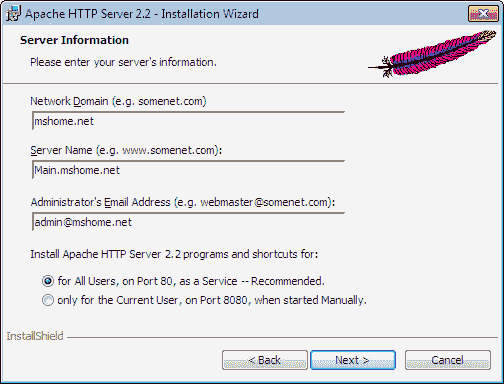 Apache HTTP Server 2.2 - Installation Wizard
Server Information
Please enter your server's information.
Network Domain (e.g. somenet.com)
mshome.net
Server Name (e.g. www.somenet.com):
Main.mshome.net
Administrator's Email Address (e.g. webmaster@somenet.com):
admin@mshome.net
Install Apache HTTP Server 2.2 programs and shortcuts for:
for All Users, on Port 80, as a Service -- Recommended.
only for the Current User, on Port 8080, when started Manually.
InstallShield
< Back Next > Cancel